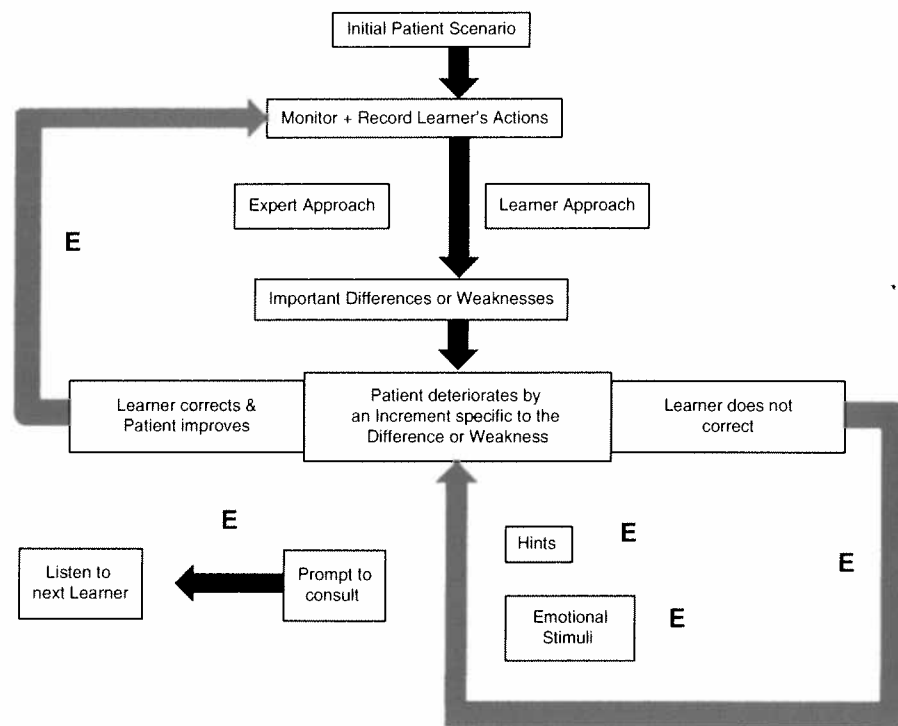 Initial Patient Scenario
Monitor + Record Learner's Actions
Expert Approach
Learner Approach
E
Important Differences or Weaknesses
Learner corrects &
Patient improves
Patient deteriorates by
an Increment specific to the
Difference or Weakness
Learner does not
correct
E
Hints
E
E
Listen to
next Learner
Prompt to
consult
Emotional
Stimuli
E